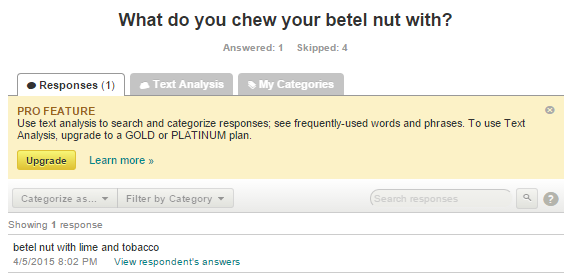 What do you chew your betel nut with?
Answered: 1 Skipped: 4
Responses (1) Text Analysis My Categories
PRO FEATURE
Use text analysis to search and categorize responses; see frequently-used words and phrases. To use Text
Analysis, upgrade to a GOLD or PLATINUM plan.
Upgrade Learn more »
Categorize as... Filter by Category Search responses ?
Showing 1 response
betel nut with lime and tobacco
4/5/2015 8:02 PM View respondent's answers